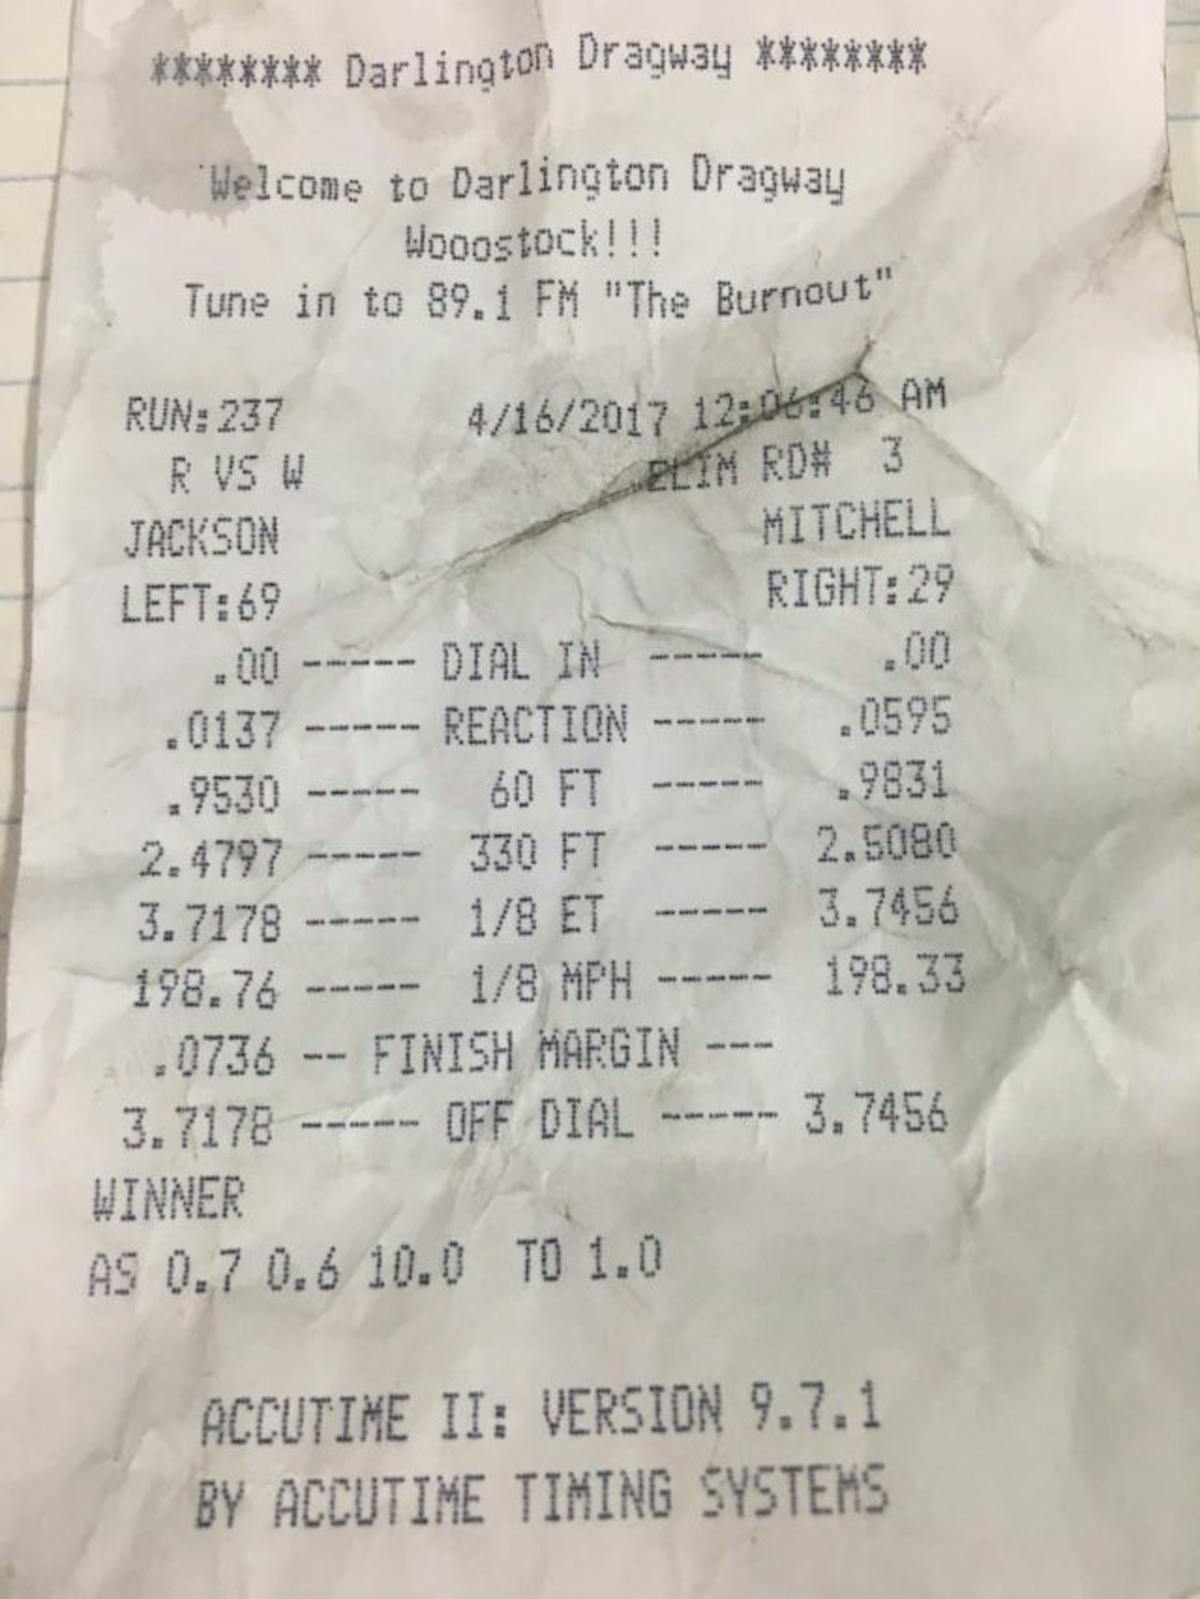 ******** Darlington Dragway ********
Welcome to Darlington Dragway
Wooostock!!!
Tune in to 89.1 FM "The Burnout"
RUN:237 4/16/2017 12:06:46 AM
R VS W ELIM RD# 3
JACKSON MITCHELL
LEFT:69 RIGHT:29
.00 ----- DIAL IN ----- .00
.0137 ----- REACTION ----- .0595
.9530 ----- 60 FT ----- .9831
2.4797 ----- 330 FT ----- 2.5080
3.7178 ----- 1/8 ET ----- 3.7456
198.76 ----- 1/8 MPH ----- 198.33
.0736 -- FINISH MARGIN ---
3.7178 ----- OFF DIAL ----- 3.7456
WINNER
AS 0.7 0.6 10.0 TO 1.0
ACCUTIME II: VERSION 9.7.1
BY ACCUTIME TIMING SYSTEMS